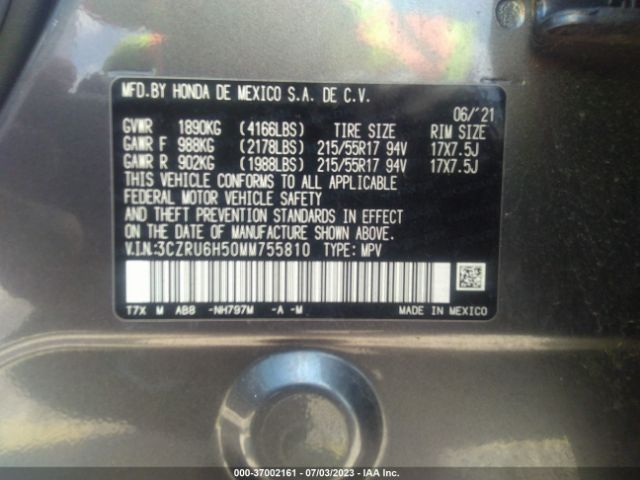 MFD.BY HONDA DE MEXICO S.A. DE C.V.
06/'21
GVWR 1890KG (4166LBS) TIRE SIZE RIM SIZE
GAWR F 988KG (2178LBS) 215/55R17 94V 17X7.5J
GAWR R 902KG (1988LBS) 215/55R17 94V 17X7.5J
THIS VEHICLE CONFORMS TO ALL APPLICABLE
FEDERAL MOTOR VEHICLE SAFETY
AND THEFT PREVENTION STANDARDS IN EFFECT
ON THE DATE OF MANUFACTURE SHOWN ABOVE.
V.I.N.:3CZRU6H50MM755810 TYPE: MPV
T7X M AB8 -NH797M -A -M MADE IN MEXICO
000-37002161 - 07/03/2023 - IAA Inc.